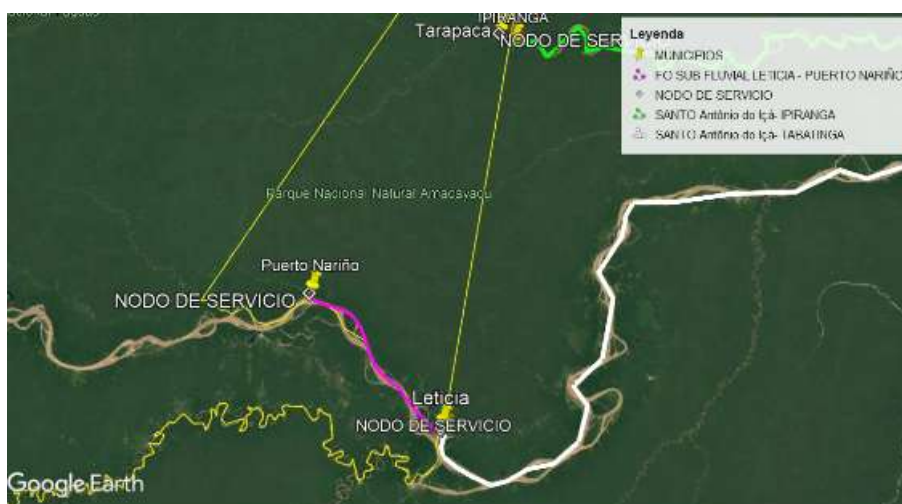 IPIRANGA
Tarapaca
NODO DE SER
Leyenda
MUNICIPIOS
FO SUB FLUVIAL LETICIA - PUERTO NARIÑO
NODO DE SERVICIO
SANTO Antônio do Içá- IPIRANGA
SANTO Antônio do Içá- TABATINGA
Parque Nacional Natural Amacayacu
Puerto Nariño
NODO DE SERVICIO
Leticia
NODO DE SERVICIO
Google Earth